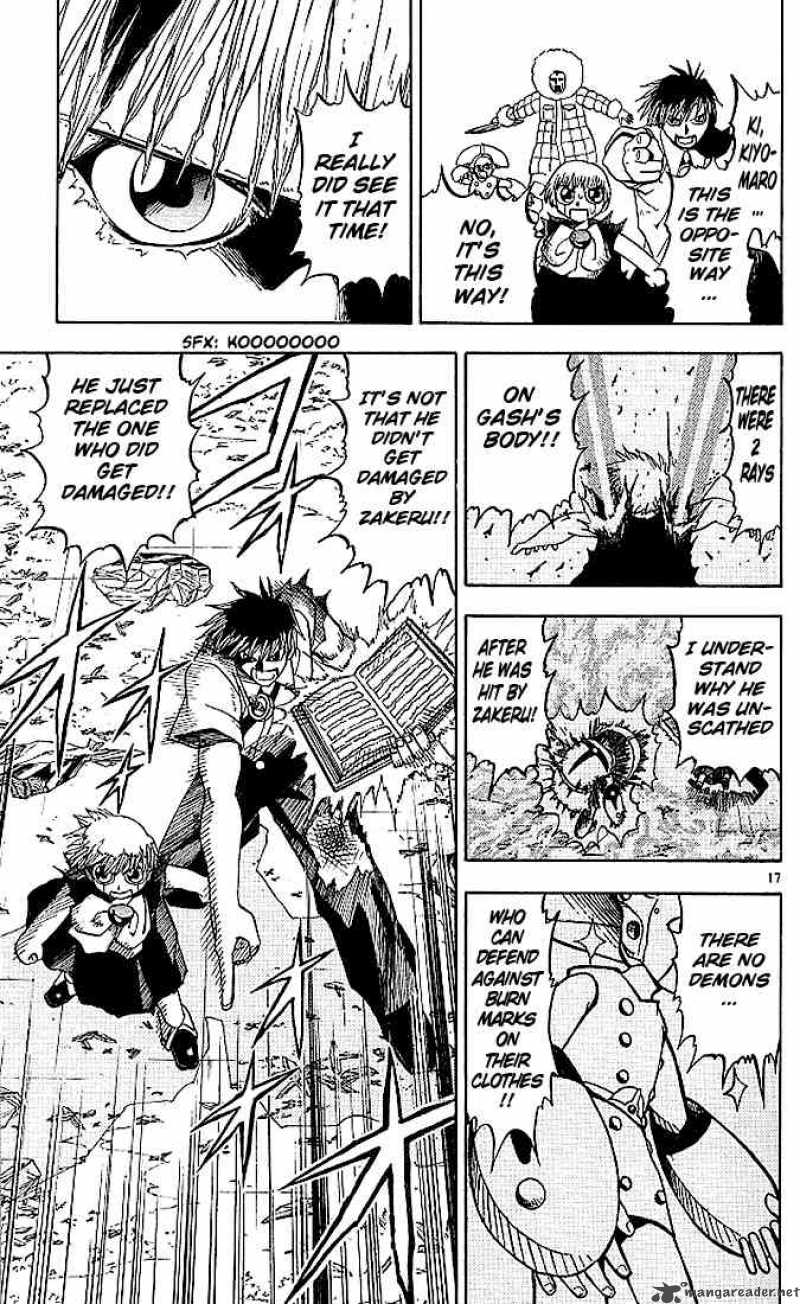 KI,
KIYO-
MARO
...
THIS
IS THE
OPPO-
SITE
WAY
...
NO,
IT'S
THIS
WAY!
I
REALLY
DID SEE
IT THAT
TIME!
THERE
WERE
2
RAYS
ON
GASH'S
BODY!!
I UNDER-
STAND
WHY HE
WAS UN-
SCATHED
AFTER
HE WAS
HIT BY
ZAKERU!
17
THERE
ARE NO
DEMONS
...
WHO
CAN
DEFEND
AGAINST
BURN
MARKS
ON
THEIR
CLOTHES
!!
SFX: KOOOOOOOO
IT'S NOT
THAT HE
DIDN'T
GET
DAMAGED
BY
ZAKERU!!
HE JUST
REPLACED
THE ONE
WHO DID
GET
DAMAGED!!
mangareader.net